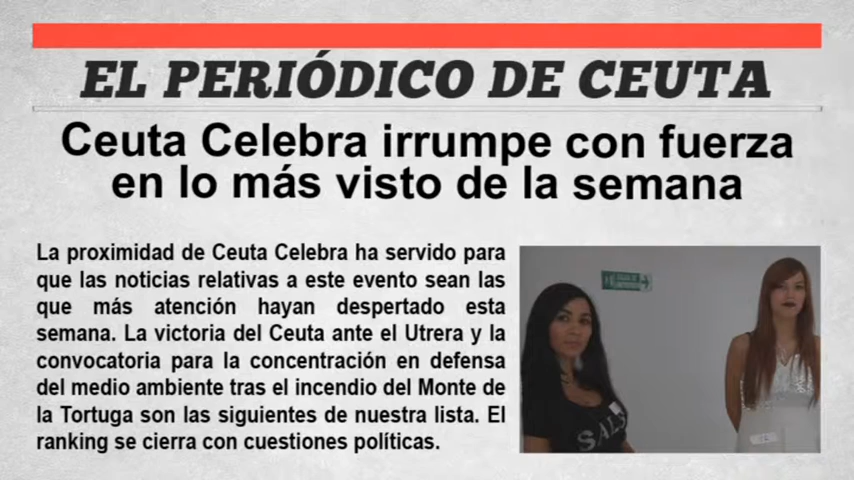 EL PERIÓDICO DE CEUTA
Ceuta Celebra irrumpe con fuerza
en lo más visto de la semana
La proximidad de Ceuta Celebra ha servido para
que las noticias relativas a este evento sean las
que más atención hayan despertado esta
semana. La victoria del Ceuta ante el Utrera y la
convocatoria para la concentración en defensa
del medio ambiente tras el incendio del Monte de
la Tortuga son las siguientes de nuestra lista. El
ranking se cierra con cuestiones políticas.